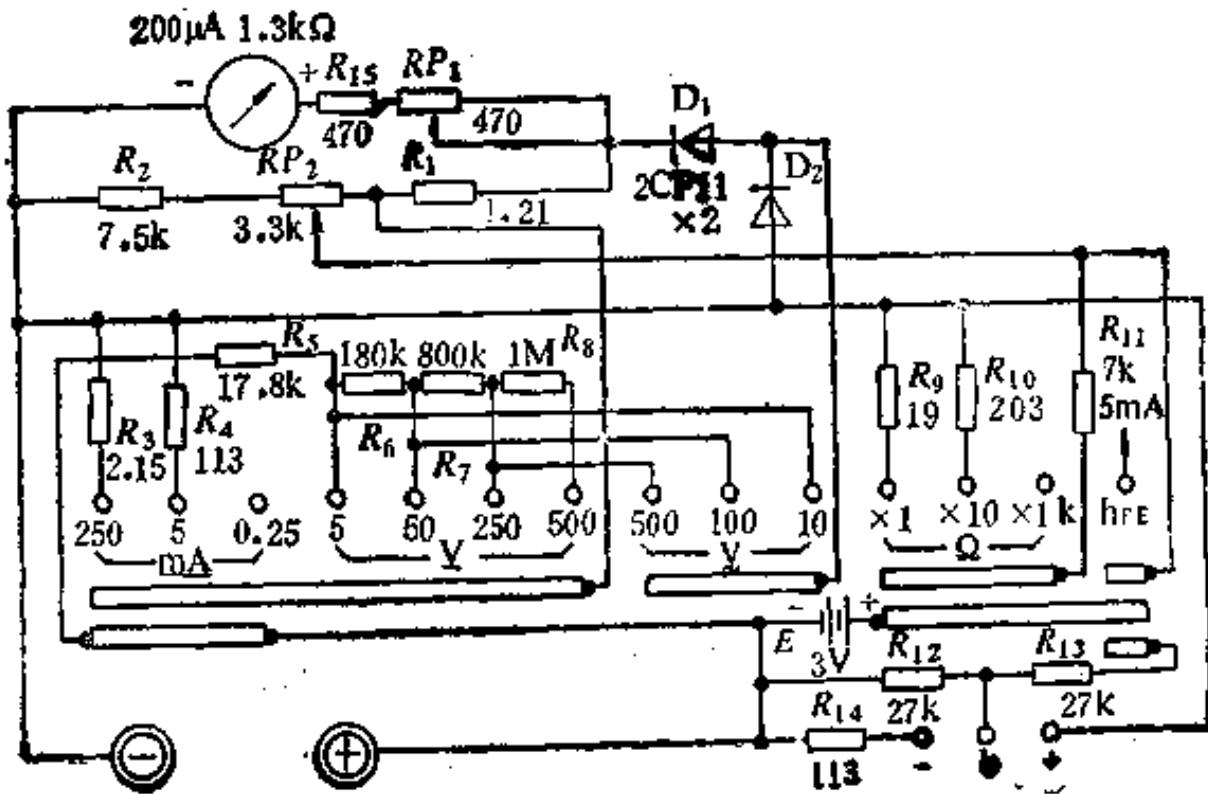 200μA 1.3kΩ
- + R15 RP1
470 470
D1
R2 RP2 R1 2CP11 D2
×2
7.5k 3.3k 1.21
R5 180k 800k 1M R8
17.8k
R11
R9 R10 7k
19 203 5mA
R3 R4 R6 R7
2.15 113
250 5 0.25 5 50 250 500 500 100 10 ×1 ×10 ×1k hFE
mA V V Ω
- +
E 3V R12 R13
R14 27k 27k
113 - b +
- +